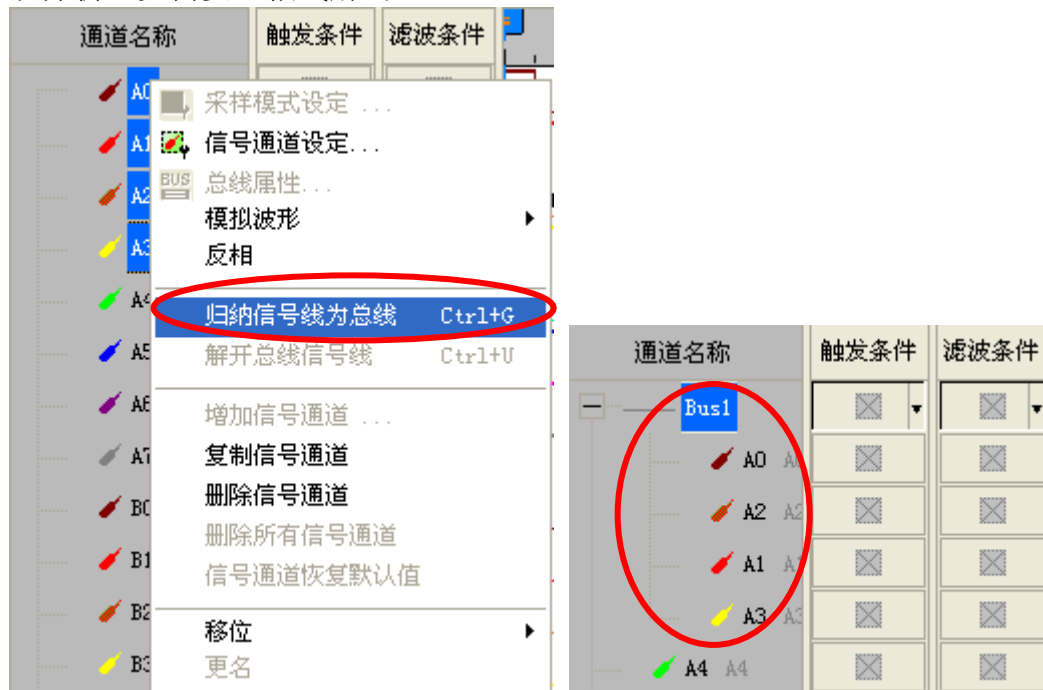 通道名称 触发条件 滤波条件
A0
A1
A2
A3
A4
A5
A6
A7
B0
B1
B2
B3
采样模式设定 ...
信号通道设定...
BUS 总线属性...
模拟波形
反相
归纳信号线为总线 Ctrl+G
解开总线信号线 Ctrl+U
增加信号通道 ...
复制信号通道
删除信号通道
删除所有信号通道
信号通道恢复默认值
移位
更名
通道名称 触发条件 滤波条件
Bus1
A0
A2 A2
A1
A3 A3
A4 A4